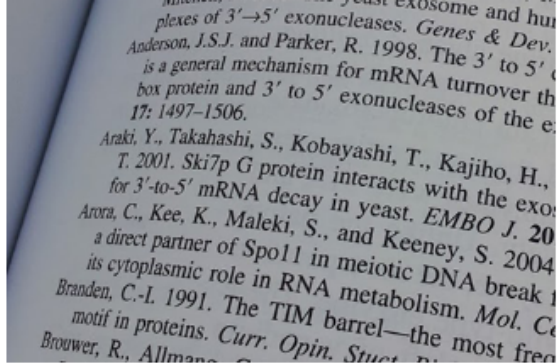 yeast exosome and hu
plexes of 3′→5′ exonucleases. Genes & Dev.
Anderson, J.S.J. and Parker, R. 1998. The 3′ to 5′
is a general mechanism for mRNA turnover th
box protein and 3′ to 5′ exonucleases of the e
17: 1497–1506.
Araki, Y., Takahashi, S., Kobayashi, T., Kajiho, H.,
T. 2001. Ski7p G protein interacts with the exo
for 3′-to-5′ mRNA decay in yeast. EMBO J. 20
Arora, C., Kee, K., Maleki, S., and Keeney, S. 2004
a direct partner of Spo11 in meiotic DNA break
its cytoplasmic role in RNA metabolism. Mol. C
Branden, C.-I. 1991. The TIM barrel—the most fre
motif in proteins. Curr. Opin. Stuct.
Brouwer, R., Allmang